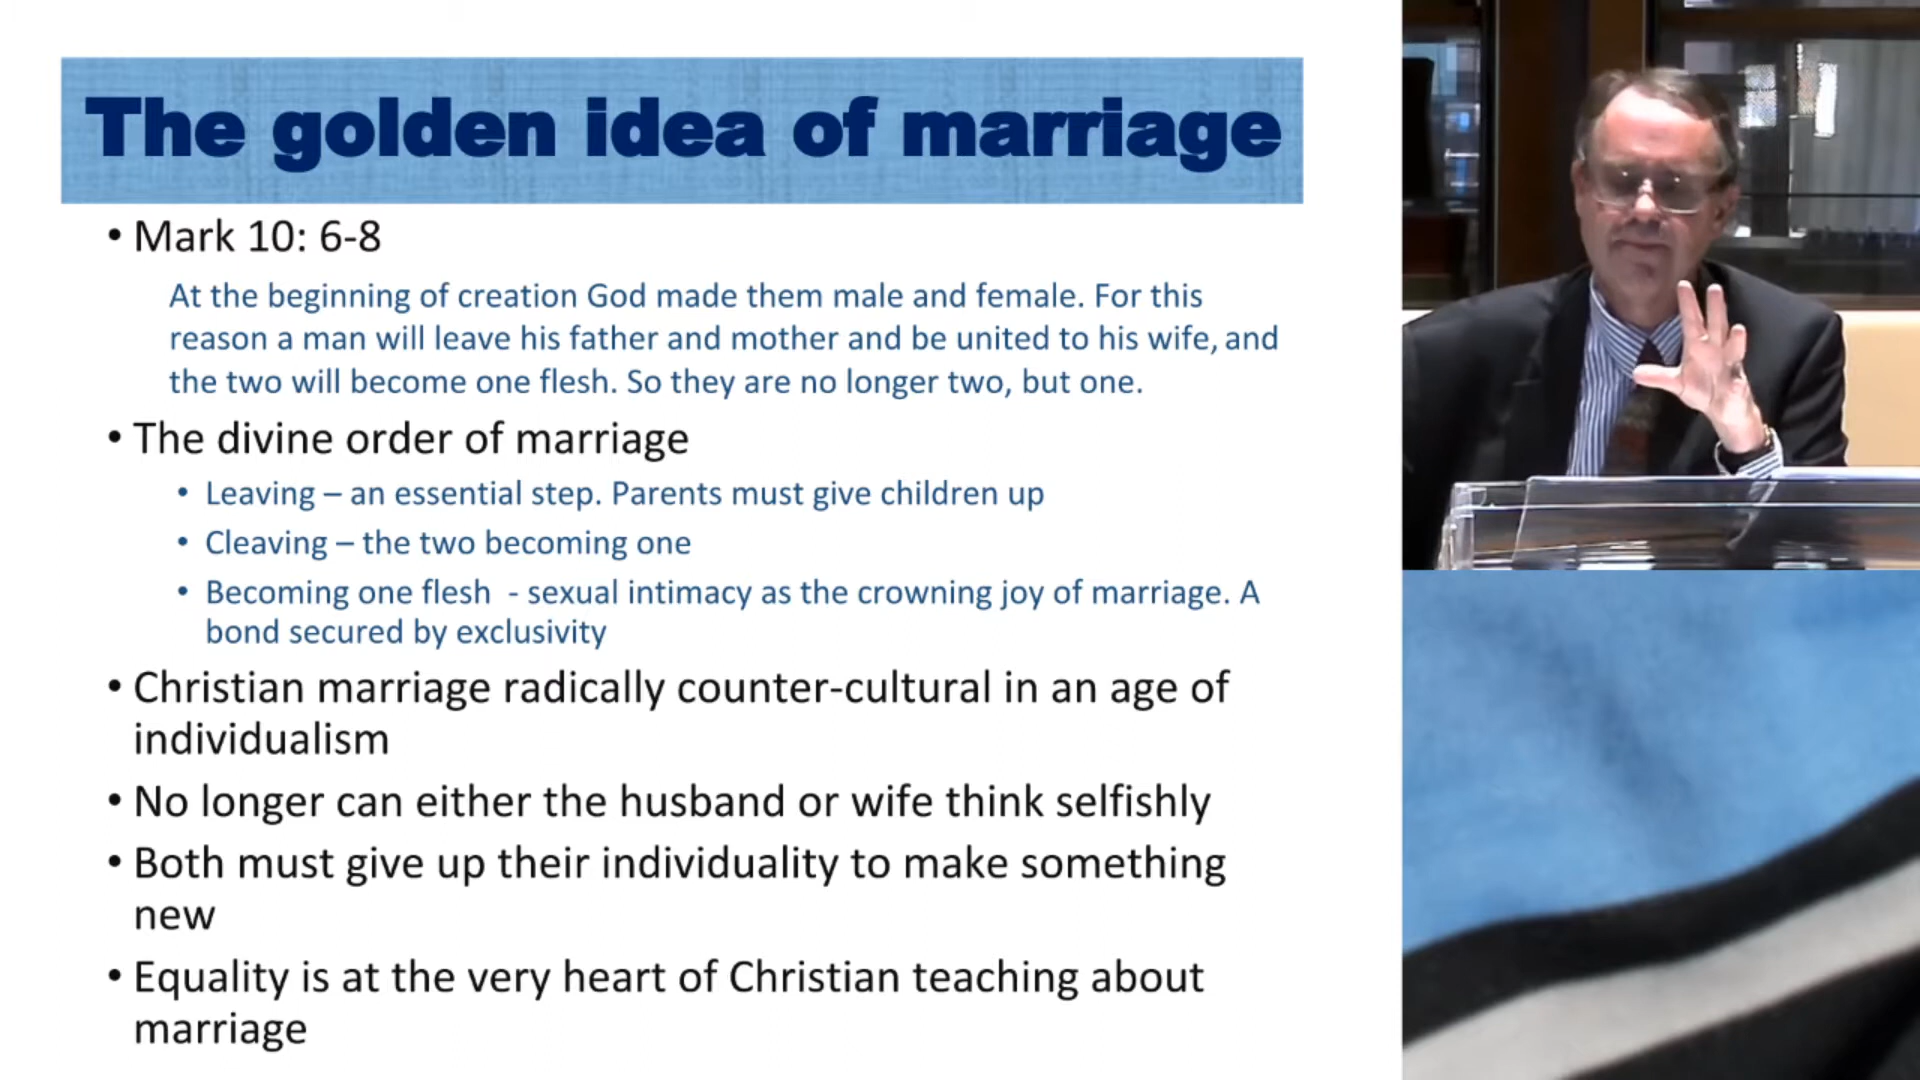 The golden idea of marriage
• Mark 10: 6-8
At the beginning of creation God made them male and female. For this
reason a man will leave his father and mother and be united to his wife, and
the two will become one flesh. So they are no longer two, but one.
• The divine order of marriage
• Leaving – an essential step. Parents must give children up
• Cleaving – the two becoming one
• Becoming one flesh  - sexual intimacy as the crowning joy of marriage. A
bond secured by exclusivity
• Christian marriage radically counter-cultural in an age of
individualism
• No longer can either the husband or wife think selfishly
• Both must give up their individuality to make something
new
• Equality is at the very heart of Christian teaching about
marriage